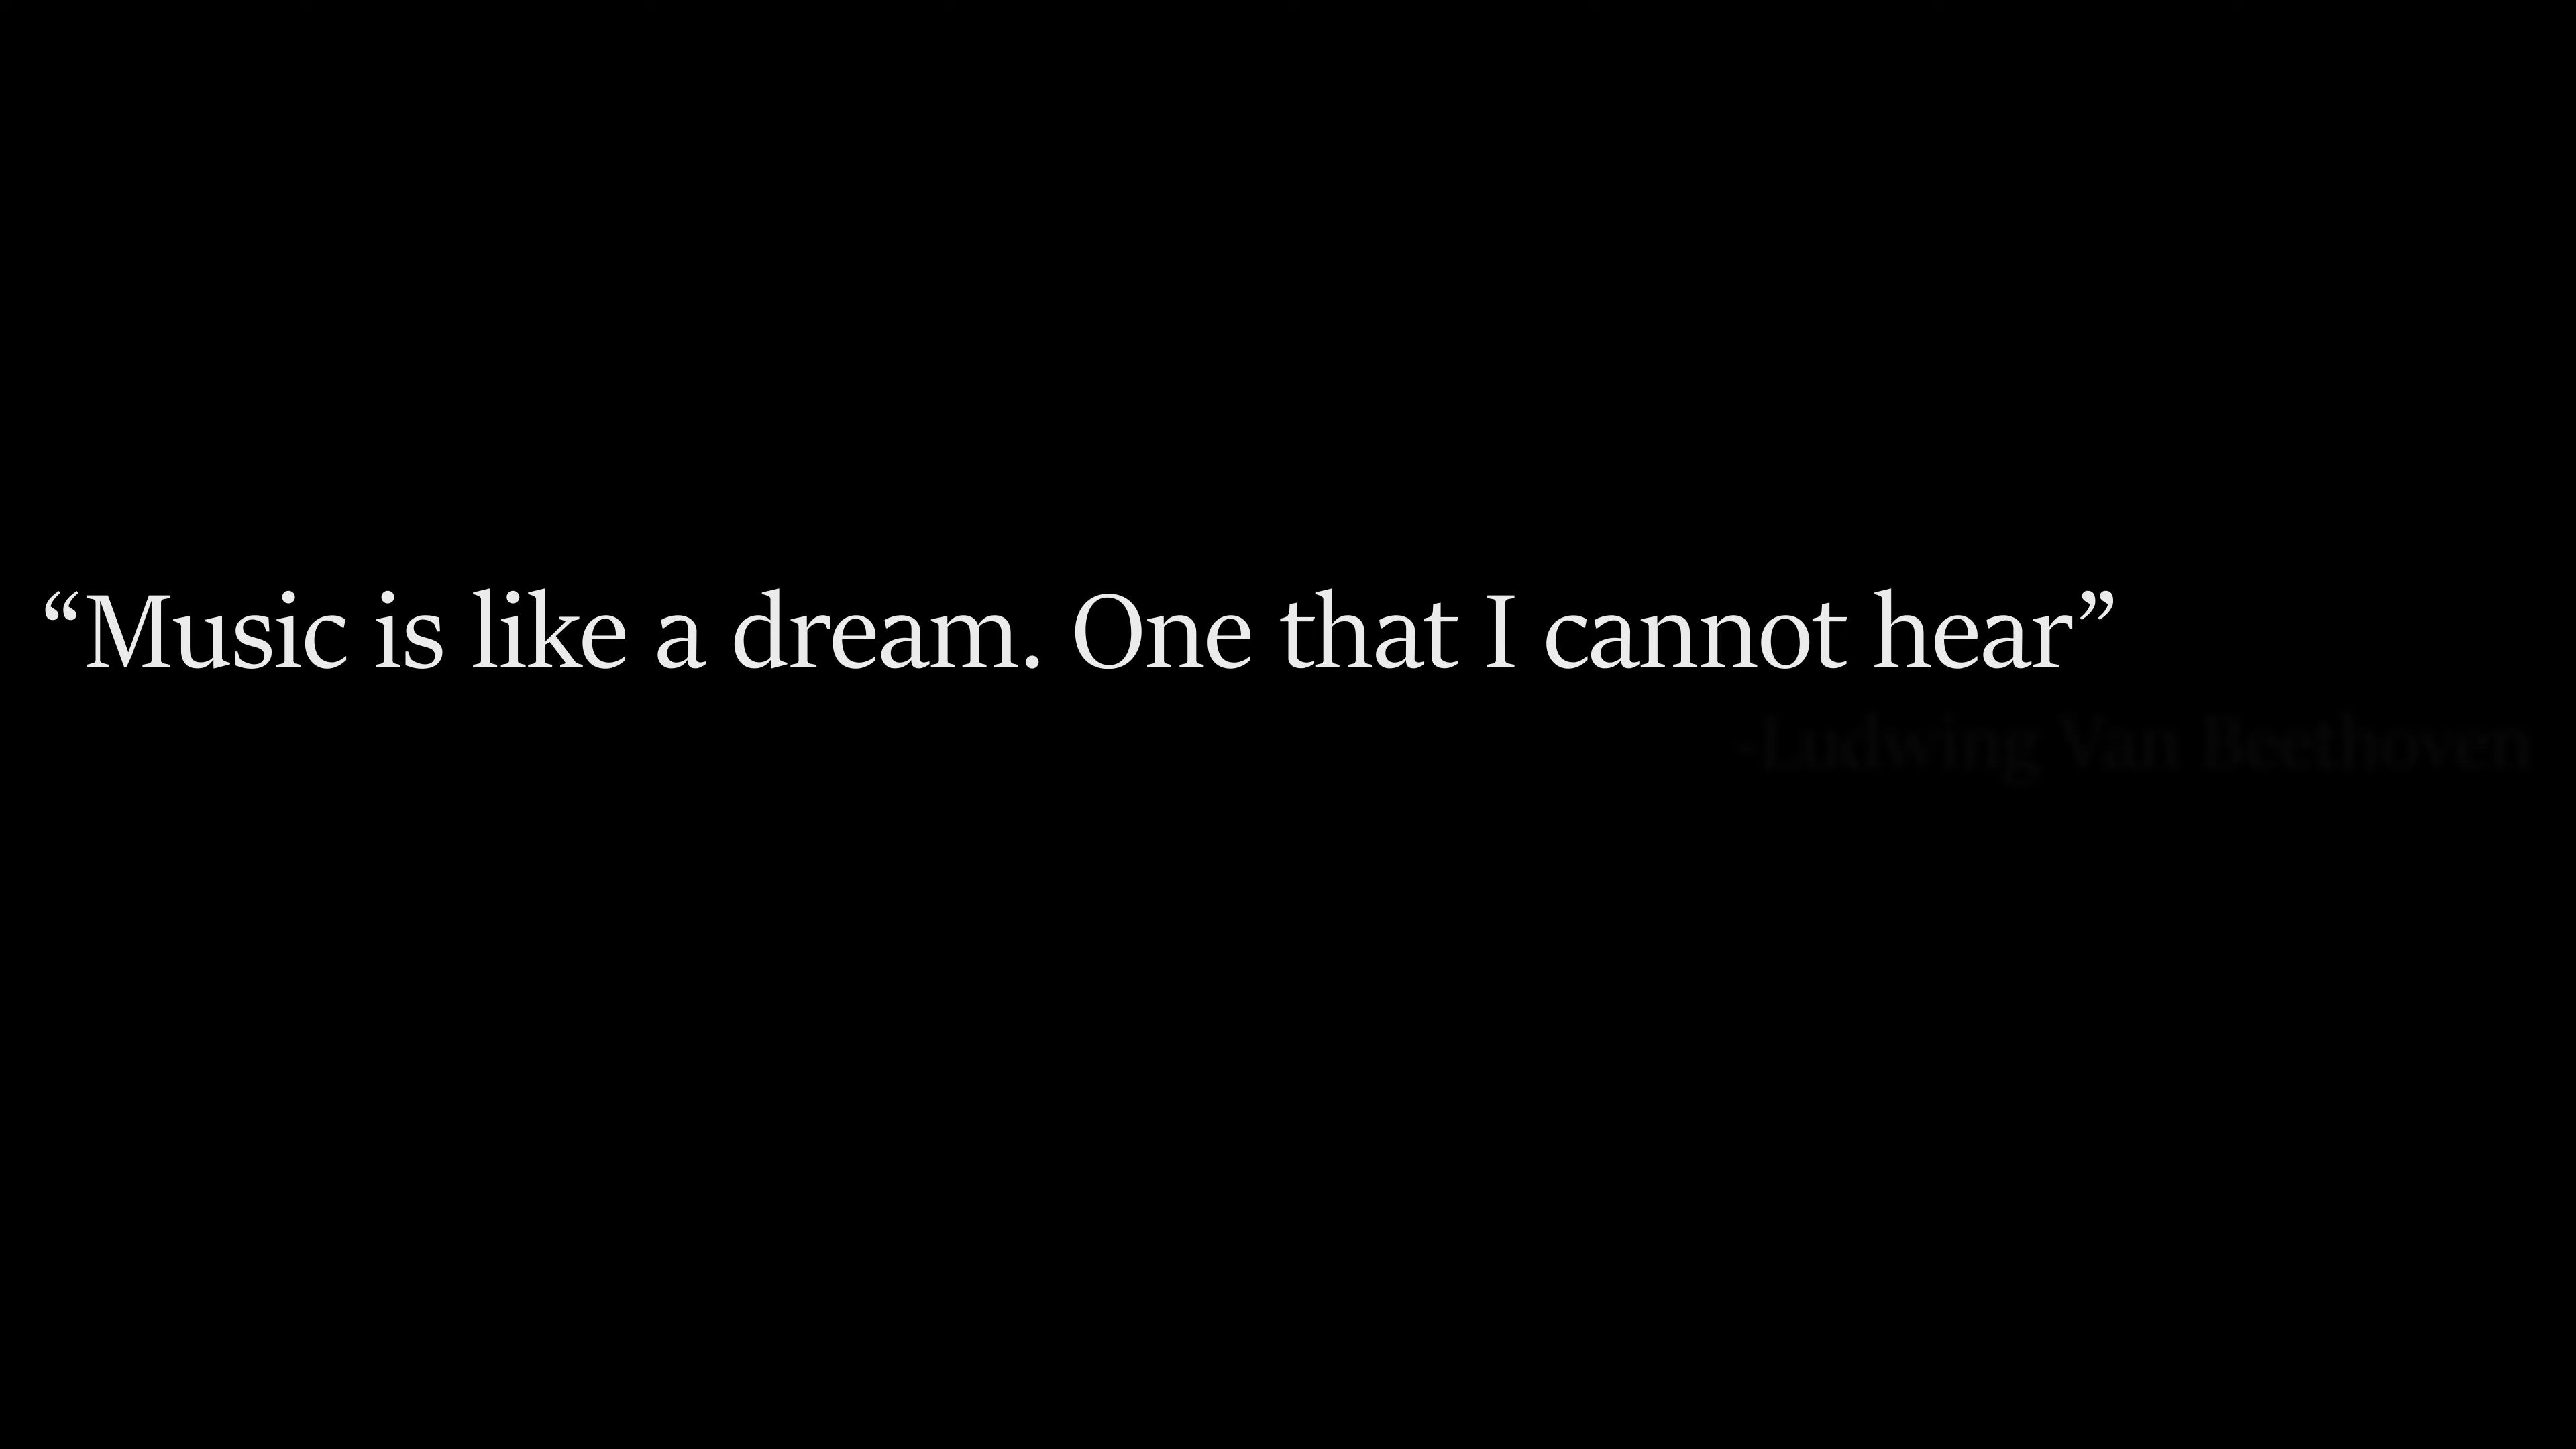 “Music is like a dream. One that I cannot hear”
-Ludwing Van Beethoven